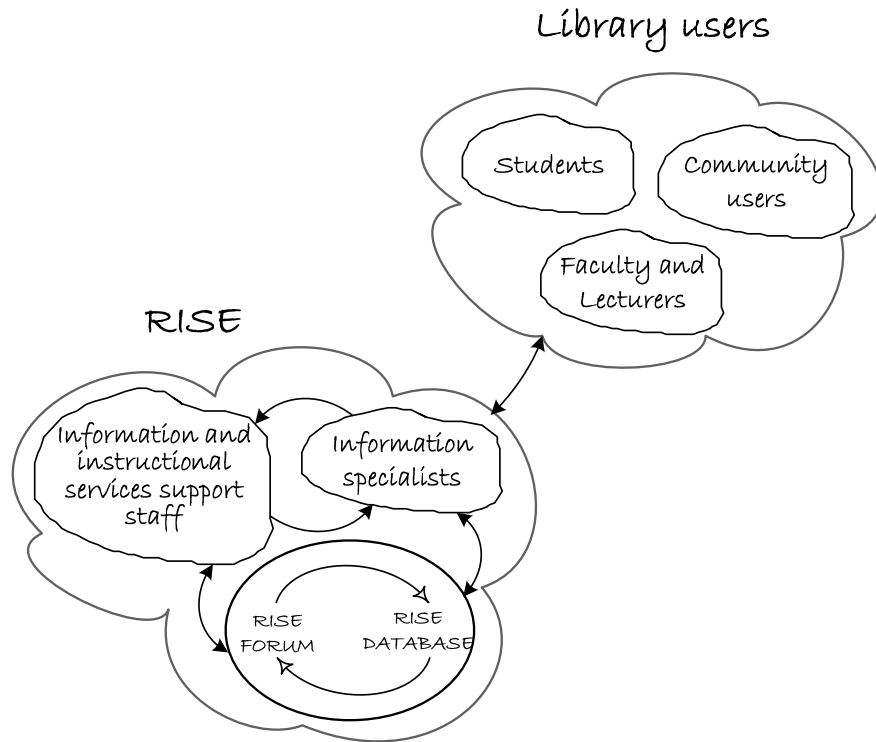 Library users
Students
Community
users
Faculty and
Lecturers
RISE
Information and
instructional
services support
staff
Information
specialists
RISE
FORUM
RISE
DATABASE